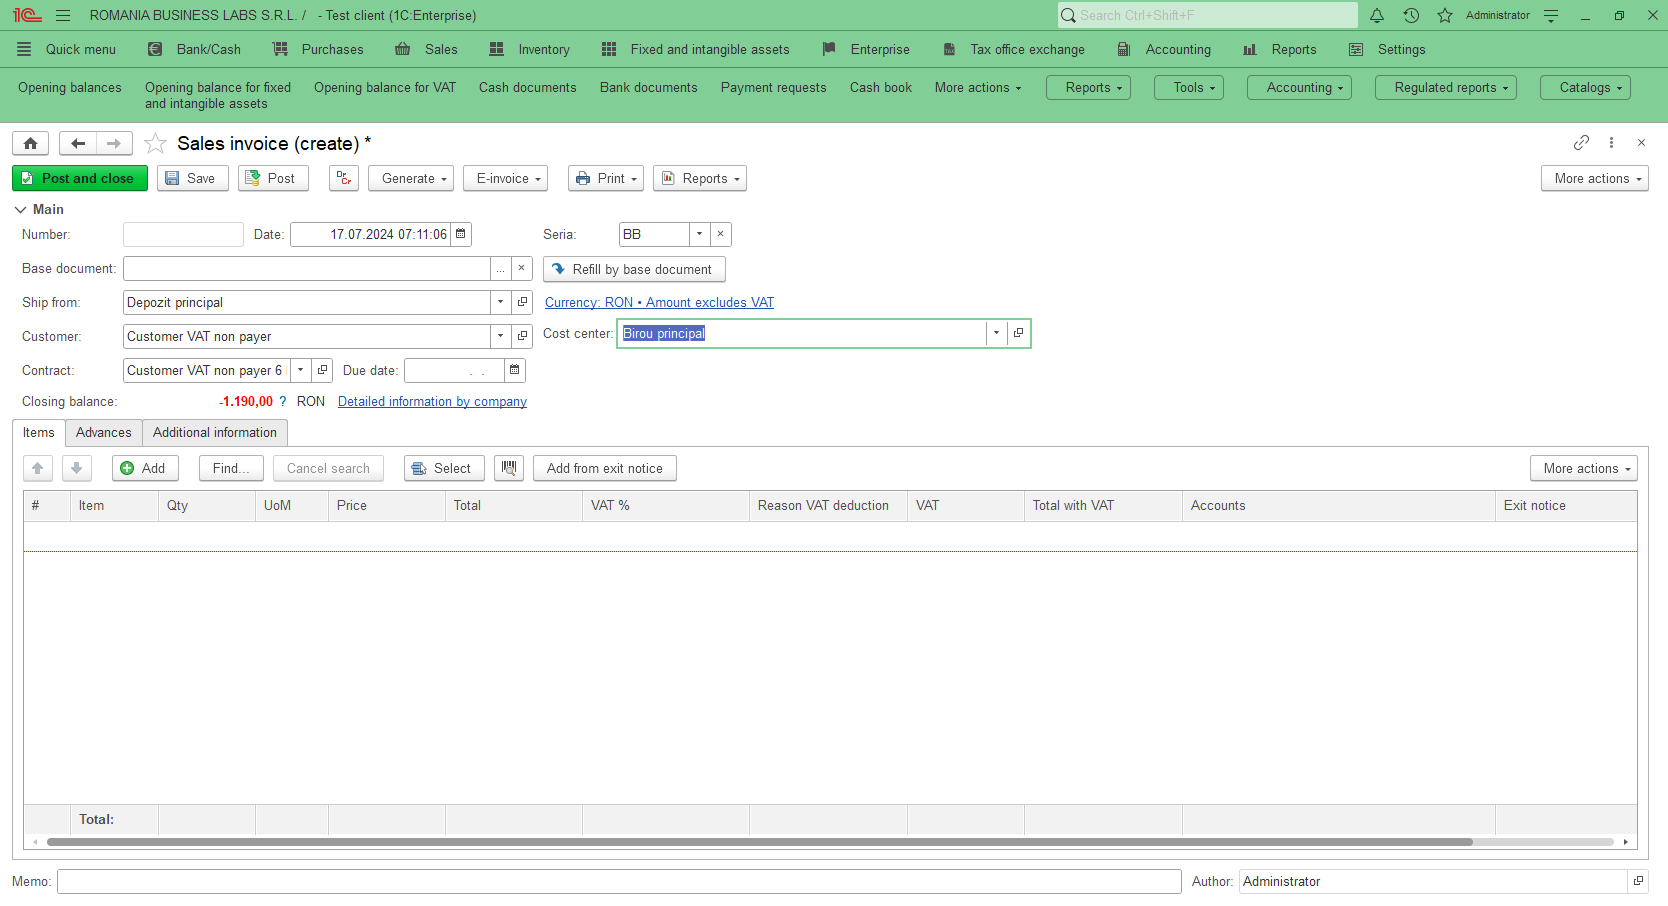 ROMANIA BUSINESS LABS S.R.L. /   - Test client (1C:Enterprise)
Search Ctrl+Shift+F
Administrator
Quick menu
Bank/Cash
Purchases
Sales
Inventory
Fixed and intangible assets
Enterprise
Tax office exchange
Accounting
Reports
Settings
Opening balances
Opening balance for fixed
and intangible assets
Opening balance for VAT
Cash documents
Bank documents
Payment requests
Cash book
More actions
Reports
Tools
Accounting
Regulated reports
Catalogs
Sales invoice (create) *
Post and close
Save
Post
Dr
Cr
Generate
E-invoice
Print
Reports
More actions
Main
Number:
Date: 17.07.2024 07:11:06
Seria: BB
Base document:
...
Refill by base document
Ship from: Depozit principal
Currency: RON • Amount excludes VAT
Customer: Customer VAT non payer
Cost center: Birou principal
Contract: Customer VAT non payer 6
Due date: . .
Closing balance: -1.190,00 ? RON Detailed information by company
Items
Advances
Additional information
Add
Find...
Cancel search
Select
Add from exit notice
More actions
# Item Qty UoM Price Total VAT % Reason VAT deduction VAT Total with VAT Accounts Exit notice
Total:
Memo:
Author: Administrator